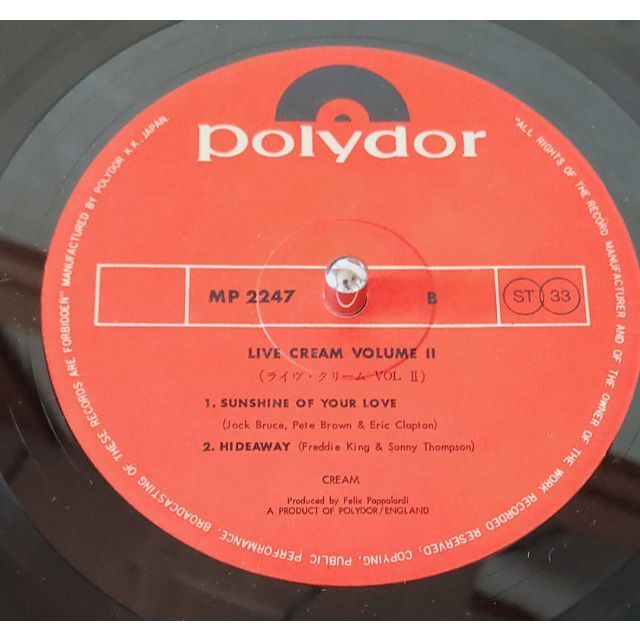 polydor
MP 2247 B ST 33
LIVE CREAM VOLUME II
(ライヴ・クリーム VOL. II)
1. SUNSHINE OF YOUR LOVE
(Jack Bruce, Pete Brown & Eric Clapton)
2. HIDEAWAY (Freddie King & Sonny Thompson)
CREAM
Produced by Felix Pappalardi
A PRODUCT OF POLYDOR/ENGLAND
"ALL RIGHTS OF THE RECORD MANUFACTURER AND OF THE OWNER OF THE WORK RECORDED RESERVED, COPYING, PUBLIC PERFORMANCE, BROADCASTING OF THESE RECORDS ARE FORBIDDEN" MANUFACTURED BY POLYDOR K.K., JAPAN.